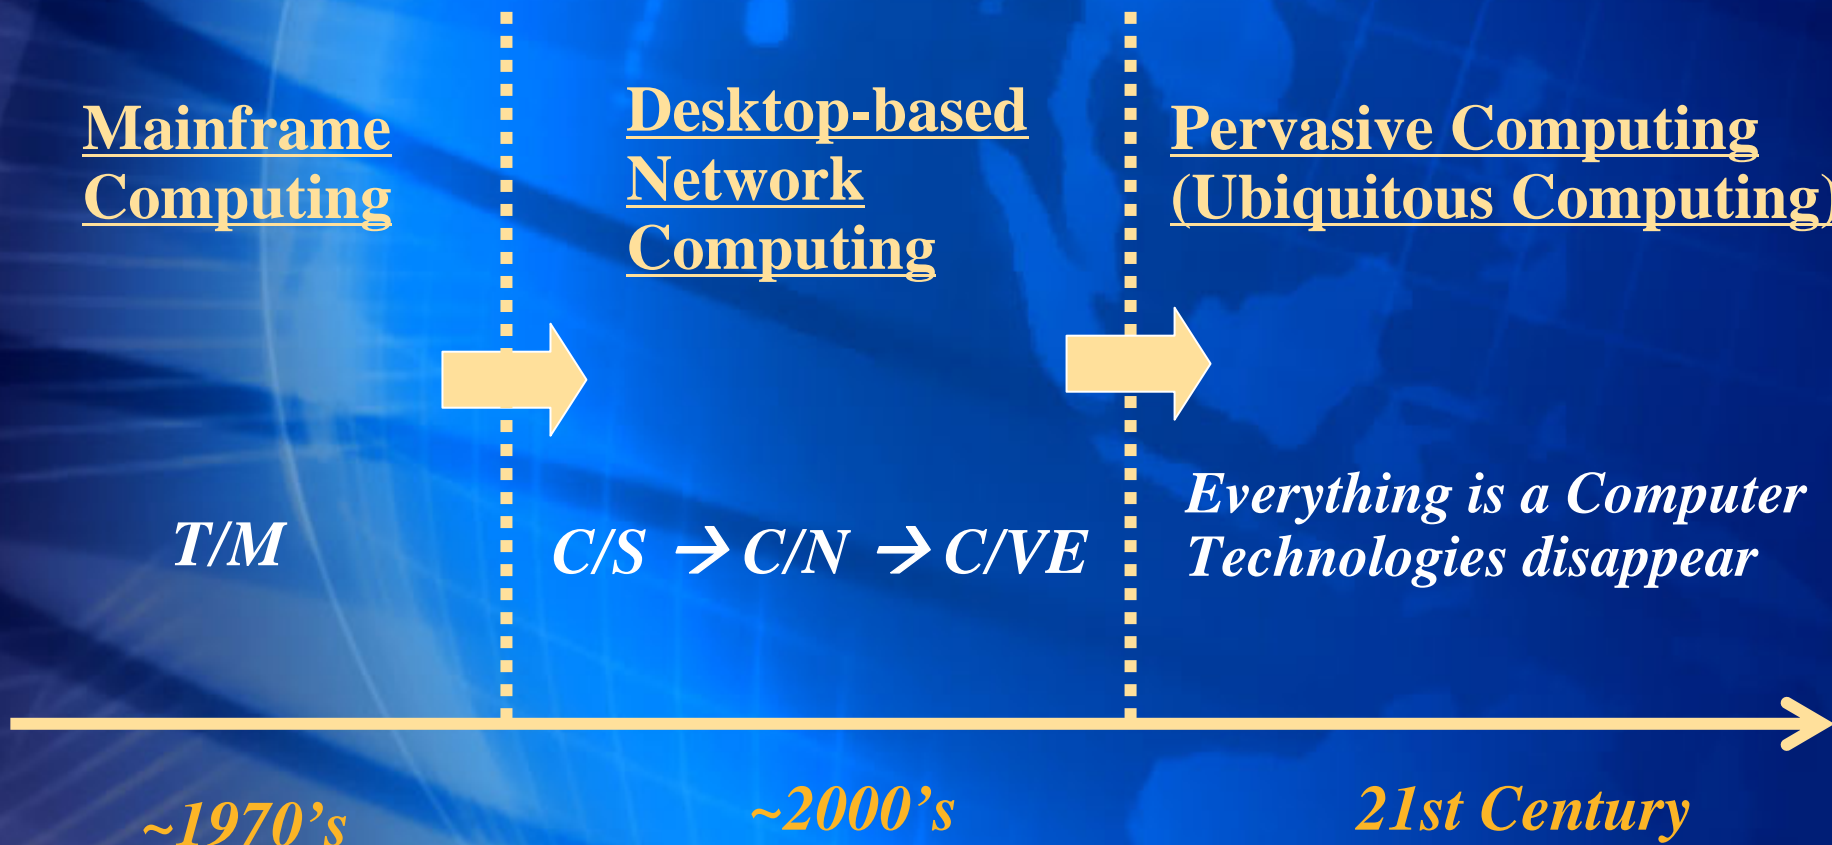 Mainframe
Computing
Desktop-based
Network
Computing
Pervasive Computing
(Ubiquitous Computing)
T/M
C/S → C/N → C/VE
Everything is a Computer
Technologies disappear
~1970’s
~2000’s
21st Century